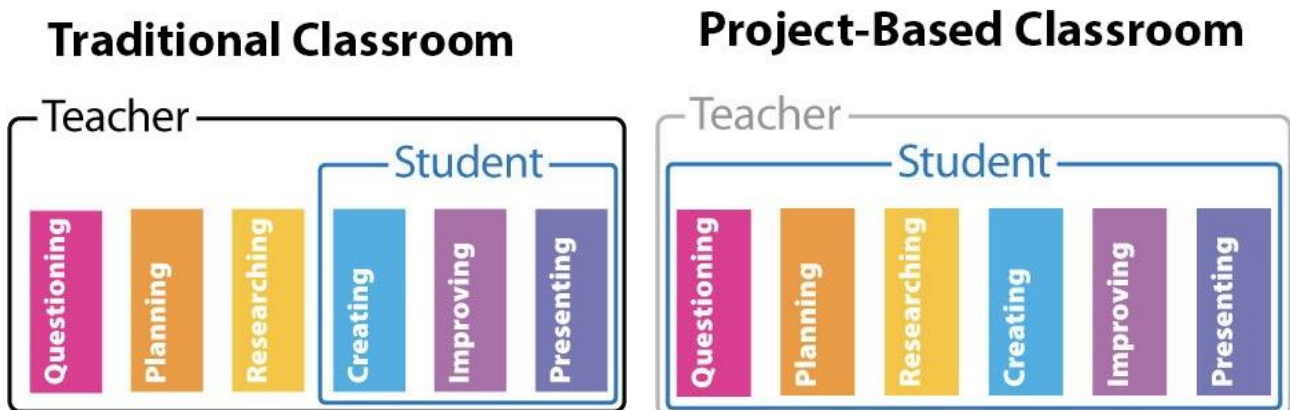 Traditional Classroom
Teacher
Student
Questioning
Planning
Researching
Creating
Improving
Presenting
Project-Based Classroom
Teacher
Student
Questioning
Planning
Researching
Creating
Improving
Presenting